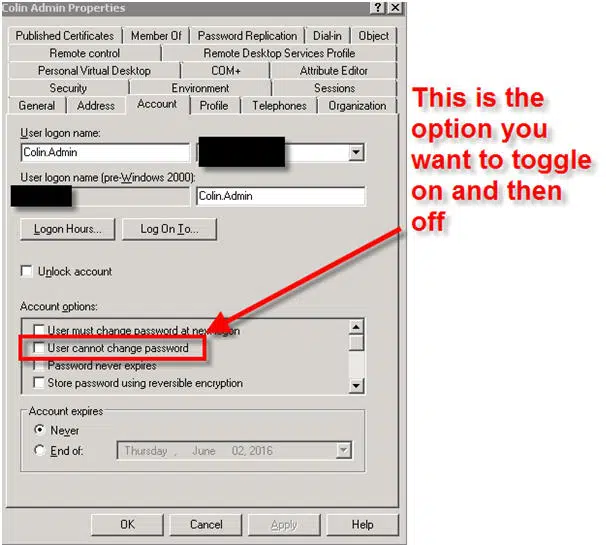 Colin Admin Properties
Published Certificates Member Of Password Replication Dial-in Object
Remote control Remote Desktop Services Profile
Personal Virtual Desktop COM+ Attribute Editor
Security Environment Sessions
General Address Account Profile Telephones Organization
User logon name:
Colin.Admin
User logon name (pre-Windows 2000):
Colin.Admin
Logon Hours... Log On To...
Unlock account
Account options:
User must change password at next logon
User cannot change password
Password never expires
Store password using reversible encryption
Account expires
Never
End of: Thursday , June 02, 2016
OK Cancel Apply Help
This is the
option you
want to toggle
on and then
off